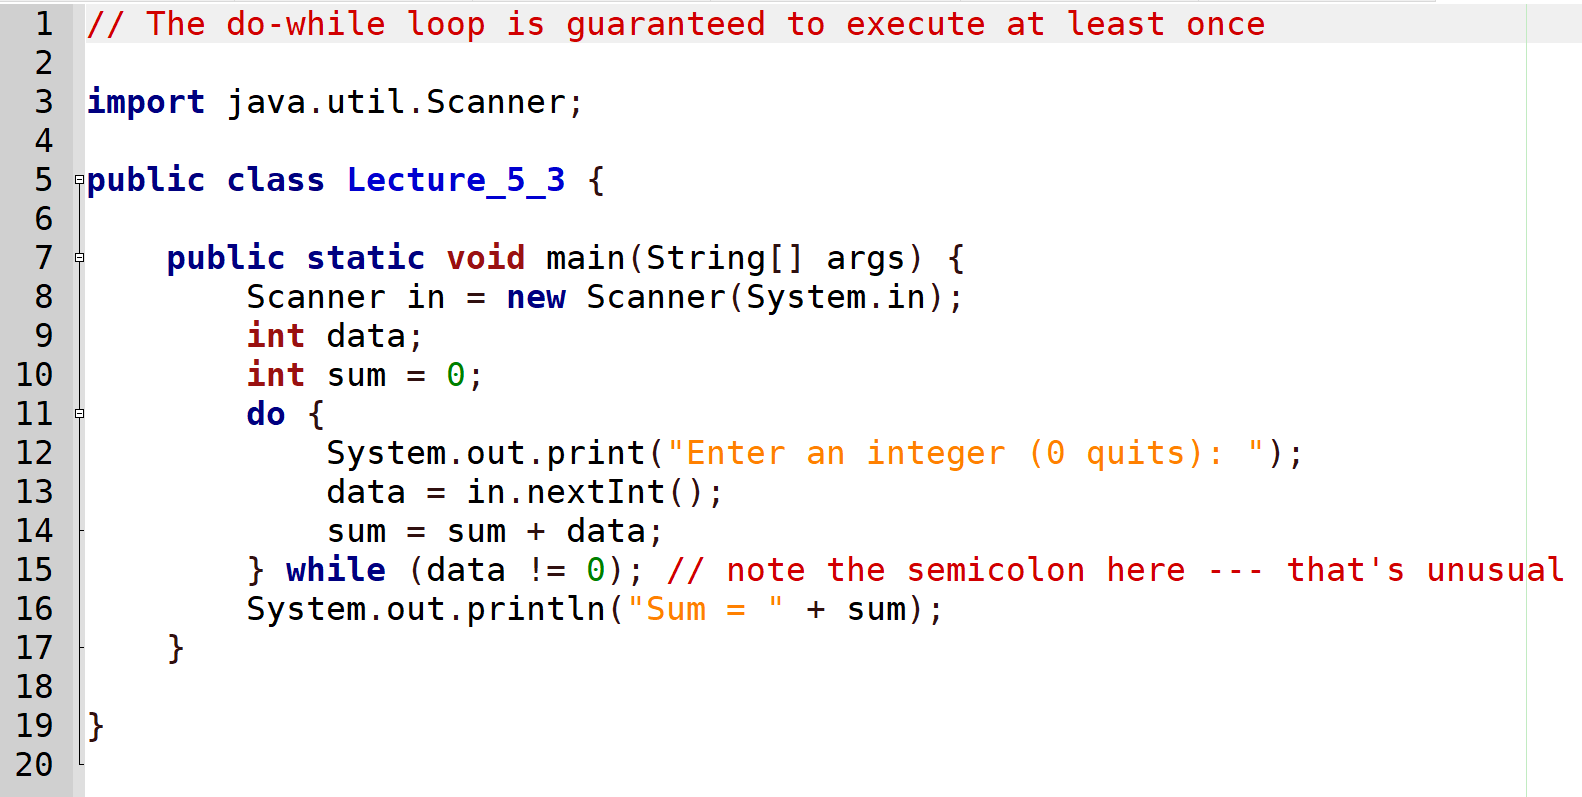 1 // The do-while loop is guaranteed to execute at least once
2
3 import java.util.Scanner;
4
5 public class Lecture_5_3 {
6
7     public static void main(String[] args) {
8         Scanner in = new Scanner(System.in);
9         int data;
10         int sum = 0;
11         do {
12             System.out.print("Enter an integer (0 quits): ");
13             data = in.nextInt();
14             sum = sum + data;
15         } while (data != 0); // note the semicolon here --- that's unusual
16         System.out.println("Sum = " + sum);
17     }
18
19 }
20